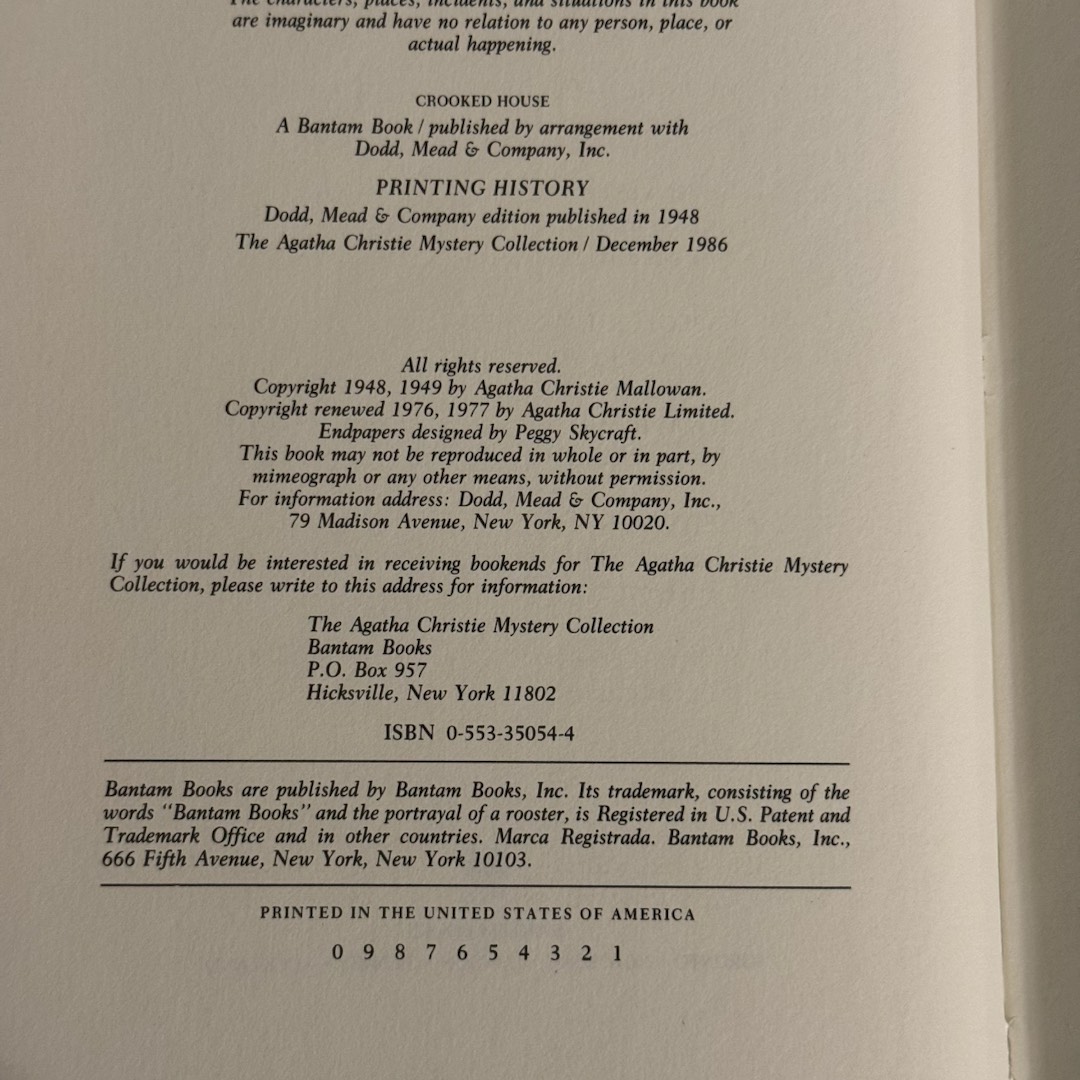 The characters, places, incidents, and situations in this book
are imaginary and have no relation to any person, place, or
actual happening.
CROOKED HOUSE
A Bantam Book / published by arrangement with
Dodd, Mead & Company, Inc.
PRINTING HISTORY
Dodd, Mead & Company edition published in 1948
The Agatha Christie Mystery Collection / December 1986
All rights reserved.
Copyright 1948, 1949 by Agatha Christie Mallowan.
Copyright renewed 1976, 1977 by Agatha Christie Limited.
Endpapers designed by Peggy Skycraft.
This book may not be reproduced in whole or in part, by
mimeograph or any other means, without permission.
For information address: Dodd, Mead & Company, Inc.,
79 Madison Avenue, New York, NY 10020.
If you would be interested in receiving bookends for The Agatha Christie Mystery
Collection, please write to this address for information:
The Agatha Christie Mystery Collection
Bantam Books
P.O. Box 957
Hicksville, New York 11802
ISBN 0-553-35054-4
Bantam Books are published by Bantam Books, Inc. Its trademark, consisting of the
words "Bantam Books" and the portrayal of a rooster, is Registered in U.S. Patent and
Trademark Office and in other countries. Marca Registrada. Bantam Books, Inc.,
666 Fifth Avenue, New York, New York 10103.
PRINTED IN THE UNITED STATES OF AMERICA
0 9 8 7 6 5 4 3 2 1